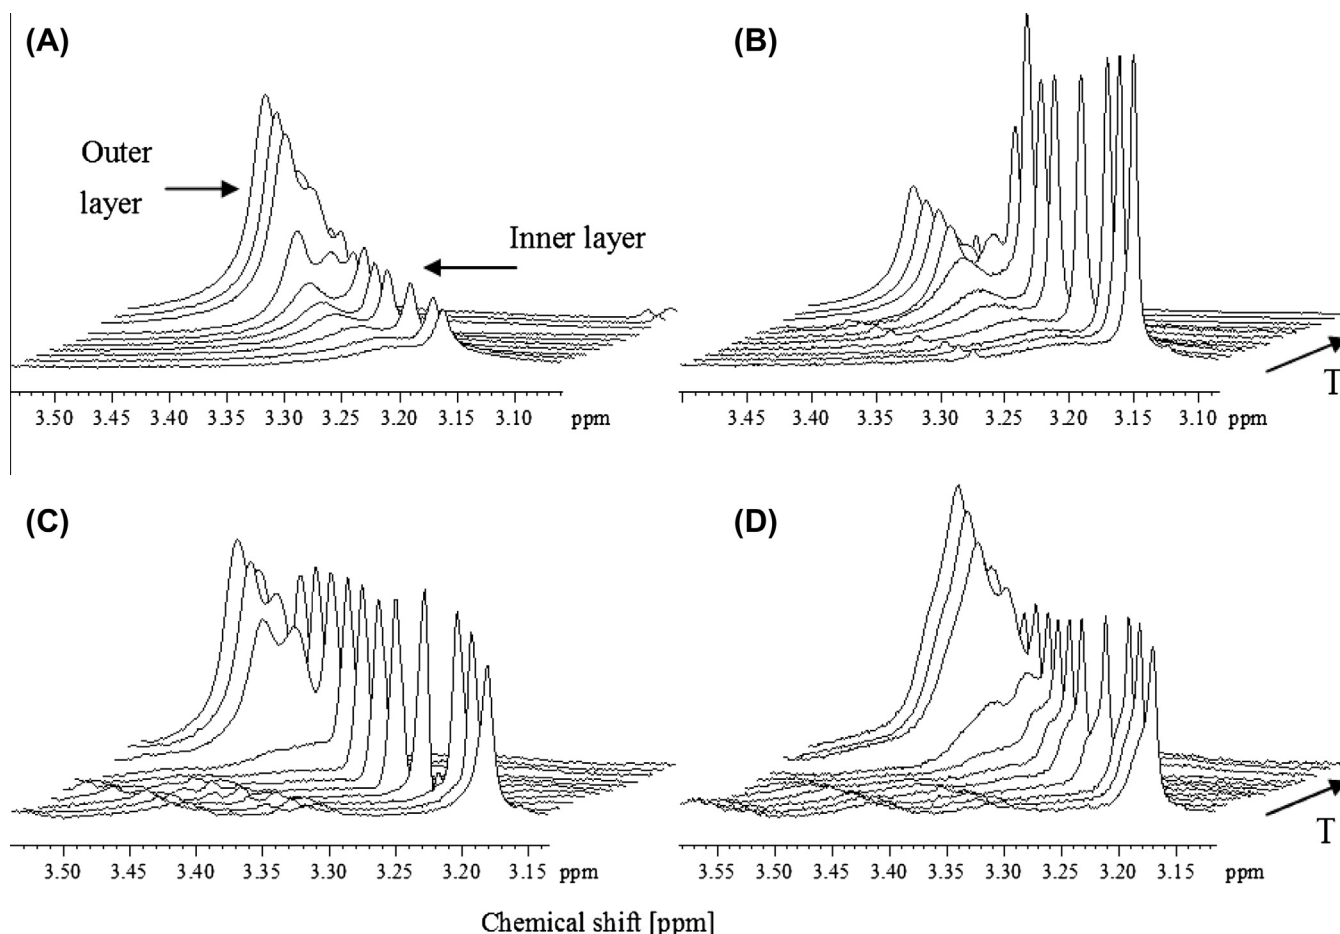 (A)
(B)
Outer
layer
Inner layer
T
3.50 3.45 3.40 3.35 3.30 3.25 3.20 3.15 3.10 ppm
3.45 3.40 3.35 3.30 3.25 3.20 3.15 3.10 ppm
(C)
(D)
T
3.50 3.45 3.40 3.35 3.30 3.25 3.20 3.15 ppm
3.55 3.50 3.45 3.40 3.35 3.30 3.25 3.20 3.15 ppm
Chemical shift [ppm]